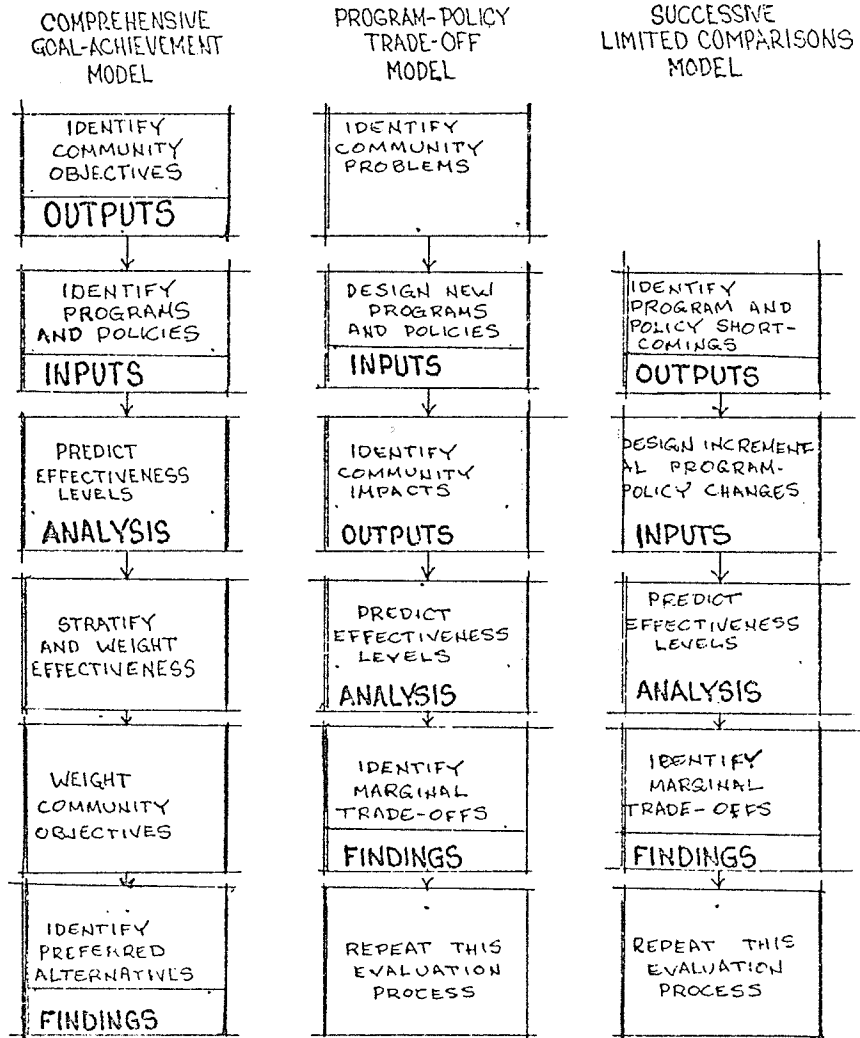 COMPREHENSIVE
GOAL-ACHIEVEMENT
MODEL
IDENTIFY
COMMUNITY
OBJECTIVES
OUTPUTS
IDENTIFY
PROGRAMS
AND POLICIES
INPUTS
PREDICT
EFFECTIVENESS
LEVELS
ANALYSIS
STRATIFY
AND WEIGHT
EFFECTIVENESS
WEIGHT
COMMUNITY
OBJECTIVES
IDENTIFY
PREFERRED
ALTERNATIVES
FINDINGS
PROGRAM-POLICY
TRADE-OFF
MODEL
IDENTIFY
COMMUNITY
PROBLEMS
DESIGN NEW
PROGRAMS
AND POLICIES
INPUTS
IDENTIFY
COMMUNITY
IMPACTS
OUTPUTS
PREDICT
EFFECTIVENESS
LEVELS
ANALYSIS
IDENTIFY
MARGINAL
TRADE-OFFS
FINDINGS
REPEAT THIS
EVALUATION
PROCESS
SUCCESSIVE
LIMITED COMPARISONS
MODEL
IDENTIFY
PROGRAM AND
POLICY SHORT-
COMINGS
OUTPUTS
DESIGN INCREMENT-
AL PROGRAM-
POLICY CHANGES
INPUTS
PREDICT
EFFECTIVENESS
LEVELS
ANALYSIS
IDENTIFY
MARGINAL
TRADE-OFFS
FINDINGS
REPEAT THIS
EVALUATION
PROCESS